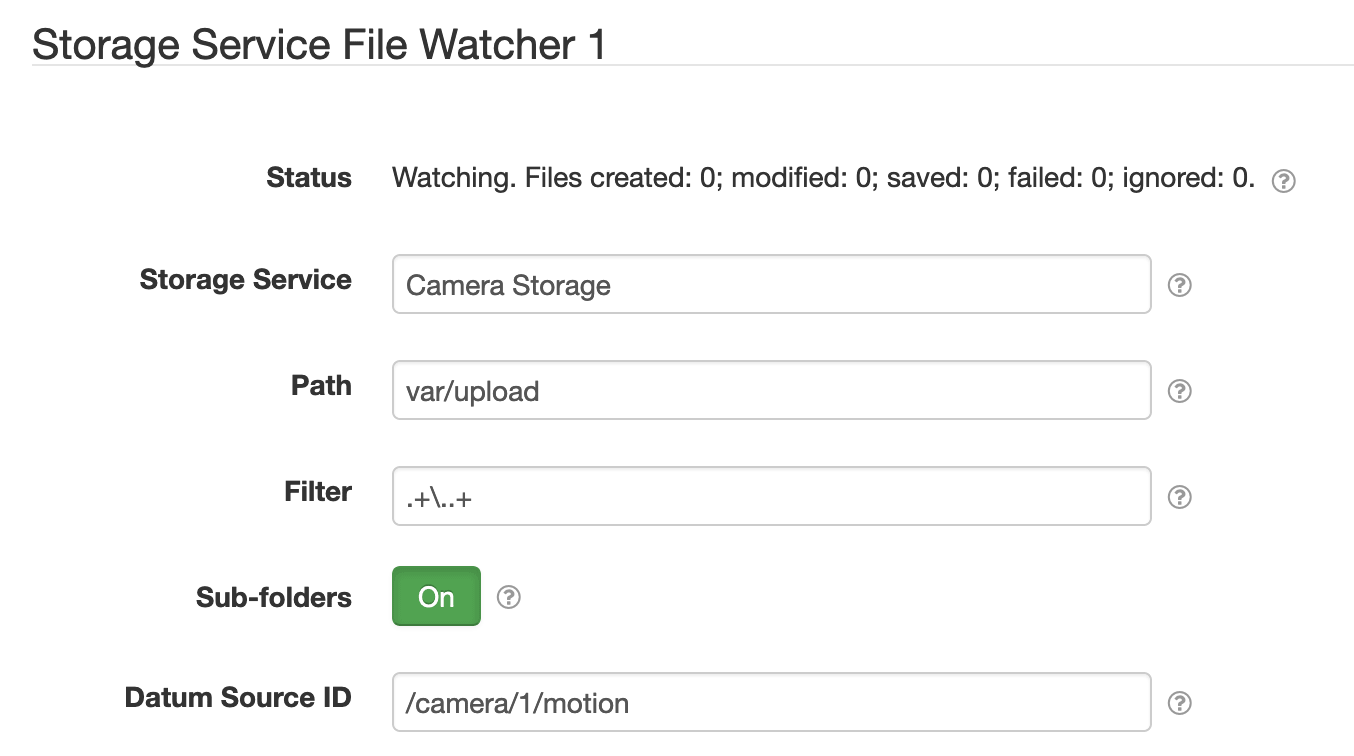 Storage Service File Watcher 1
Status Watching. Files created: 0; modified: 0; saved: 0; failed: 0; ignored: 0. ?
Storage Service Camera Storage ?
Path var/upload ?
Filter .+\..+ ?
Sub-folders On ?
Datum Source ID /camera/1/motion ?